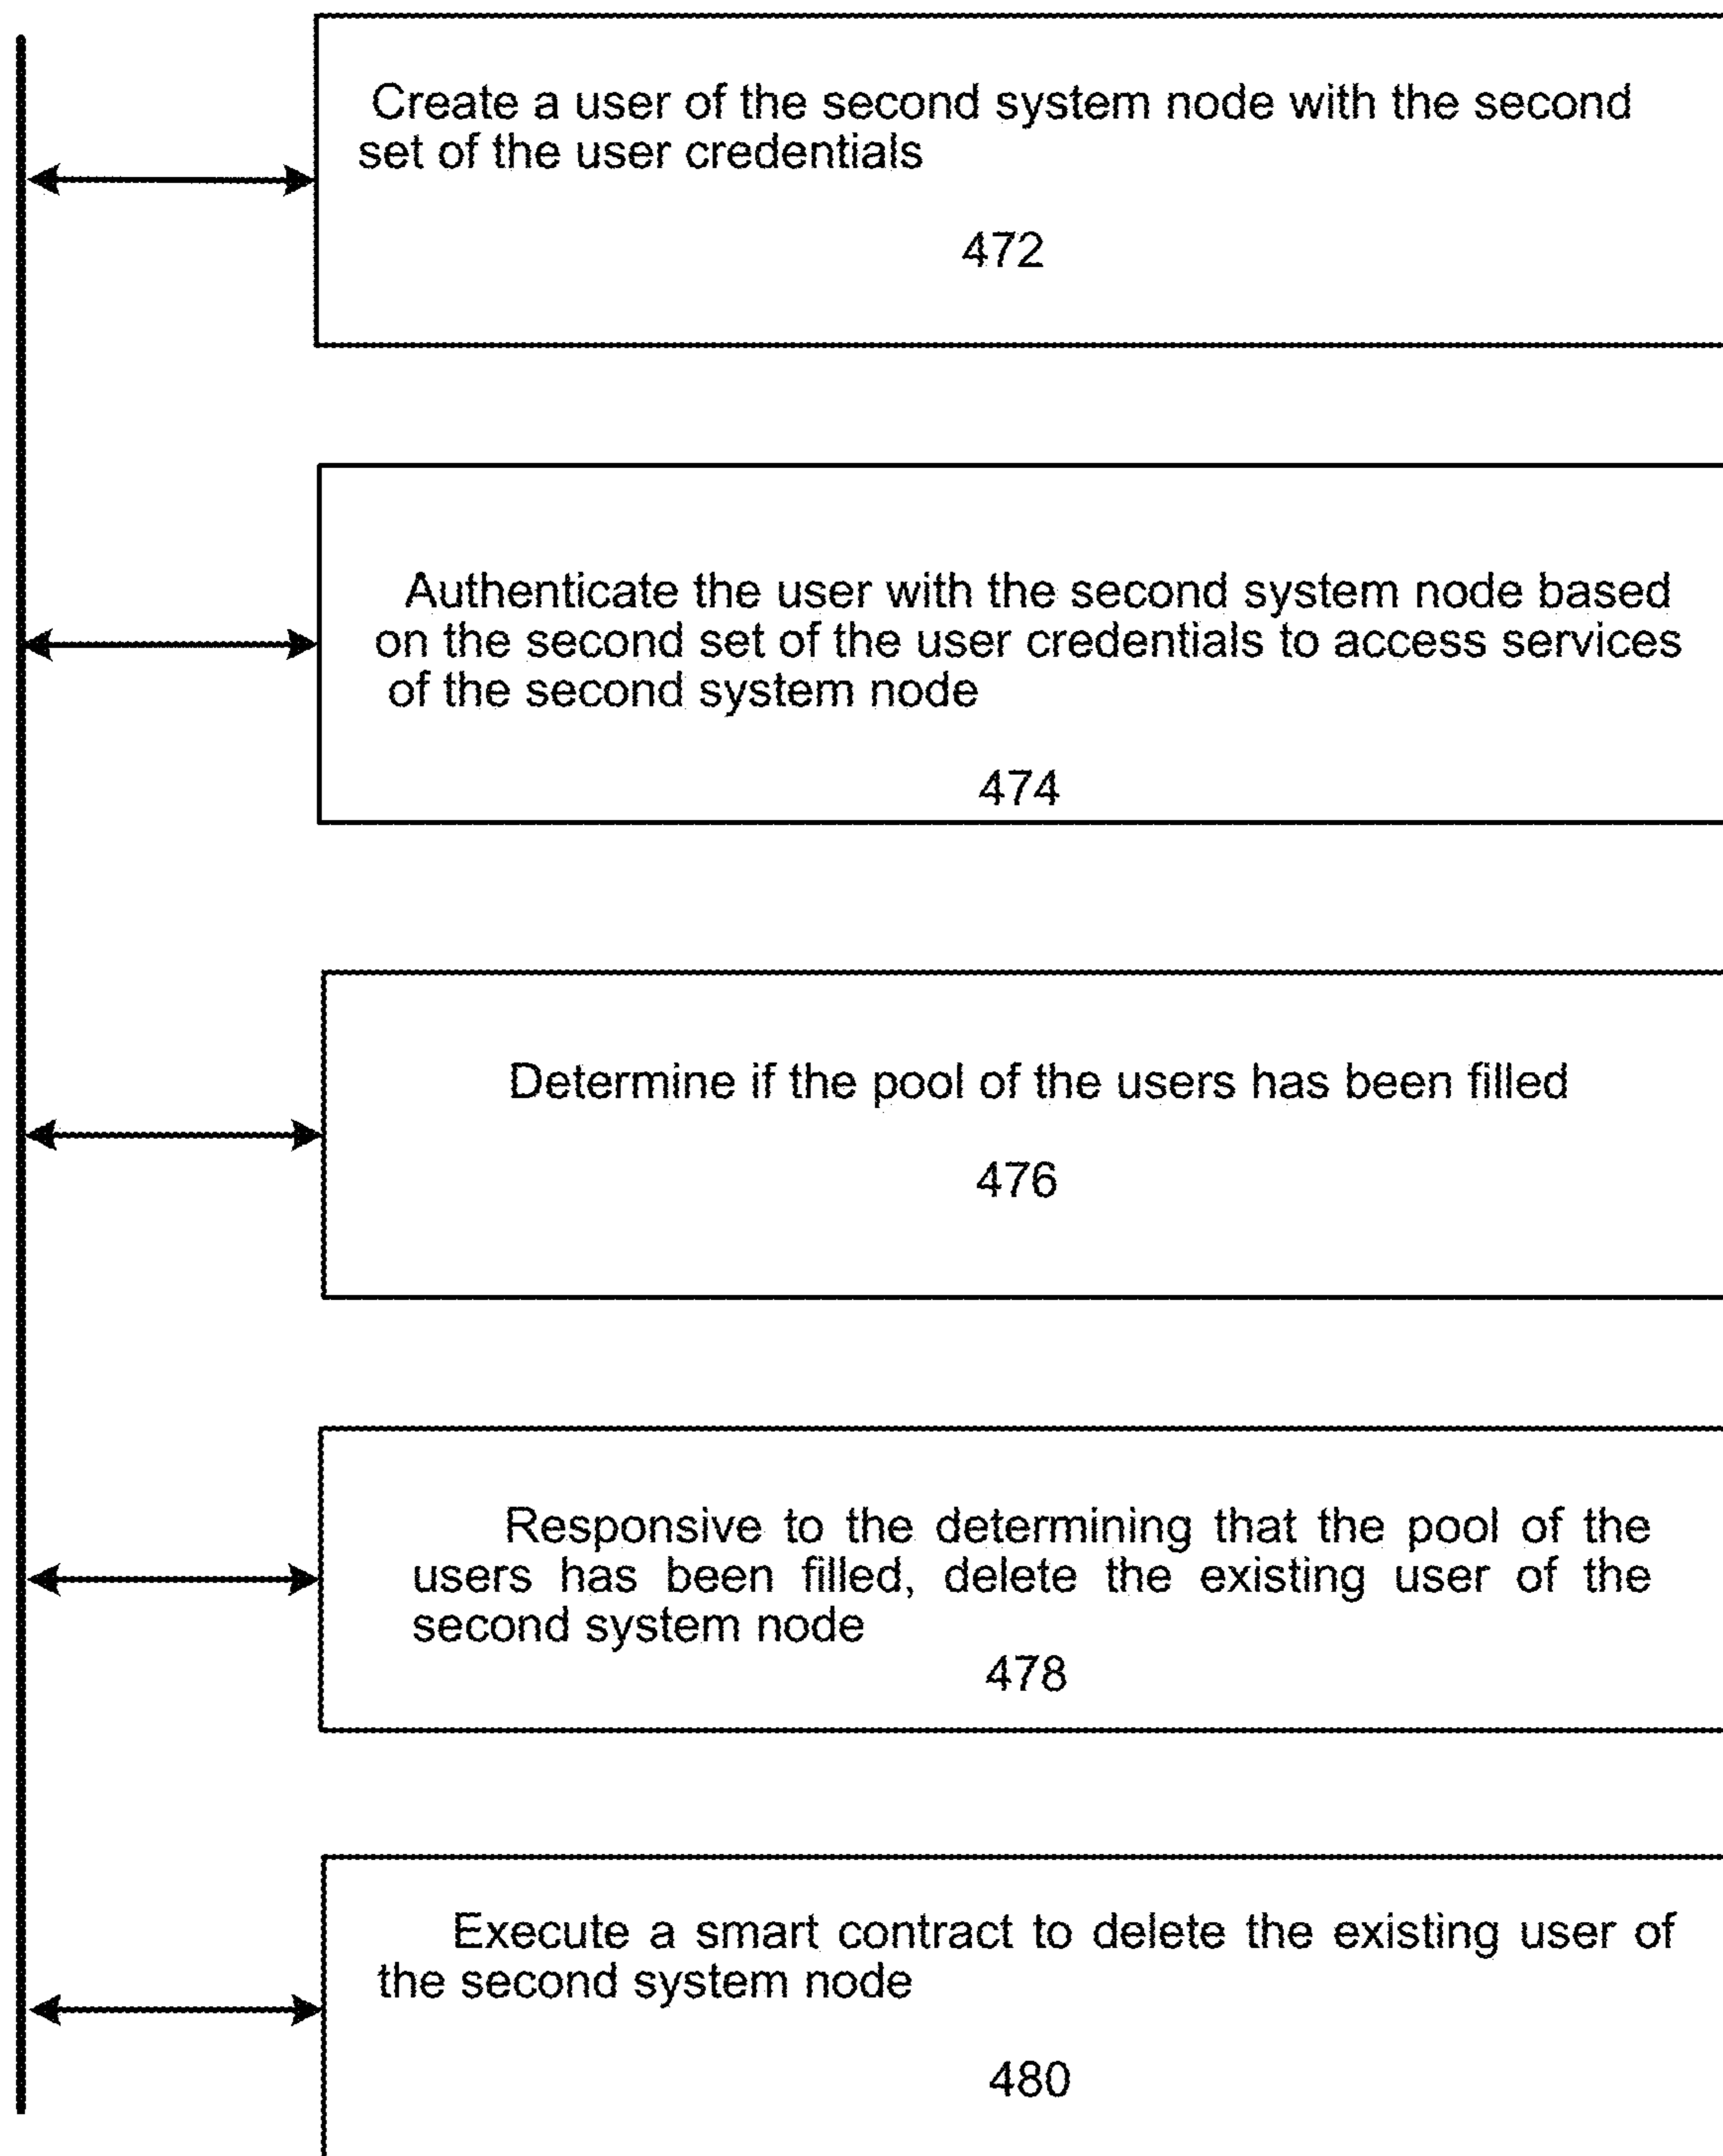 Create a user of the second system node with the second
set of the user credentials
472
Authenticate the user with the second system node based
on the second set of the user credentials to access services
of the second system node
474
Determine if the pool of the users has been filled
476
Responsive to the determining that the pool of the
users has been filled, delete the existing user of the
second system node
478
Execute a smart contract to delete the existing user of
the second system node
480